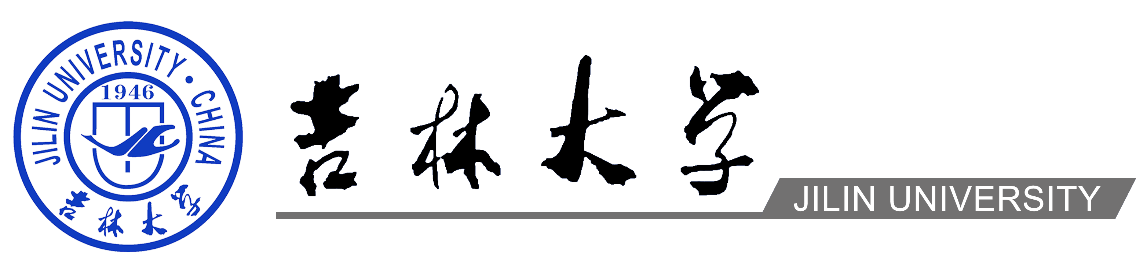 JILIN UNIVERSITY · CHINA
1946
吉林大学
吉林大学
JILIN UNIVERSITY